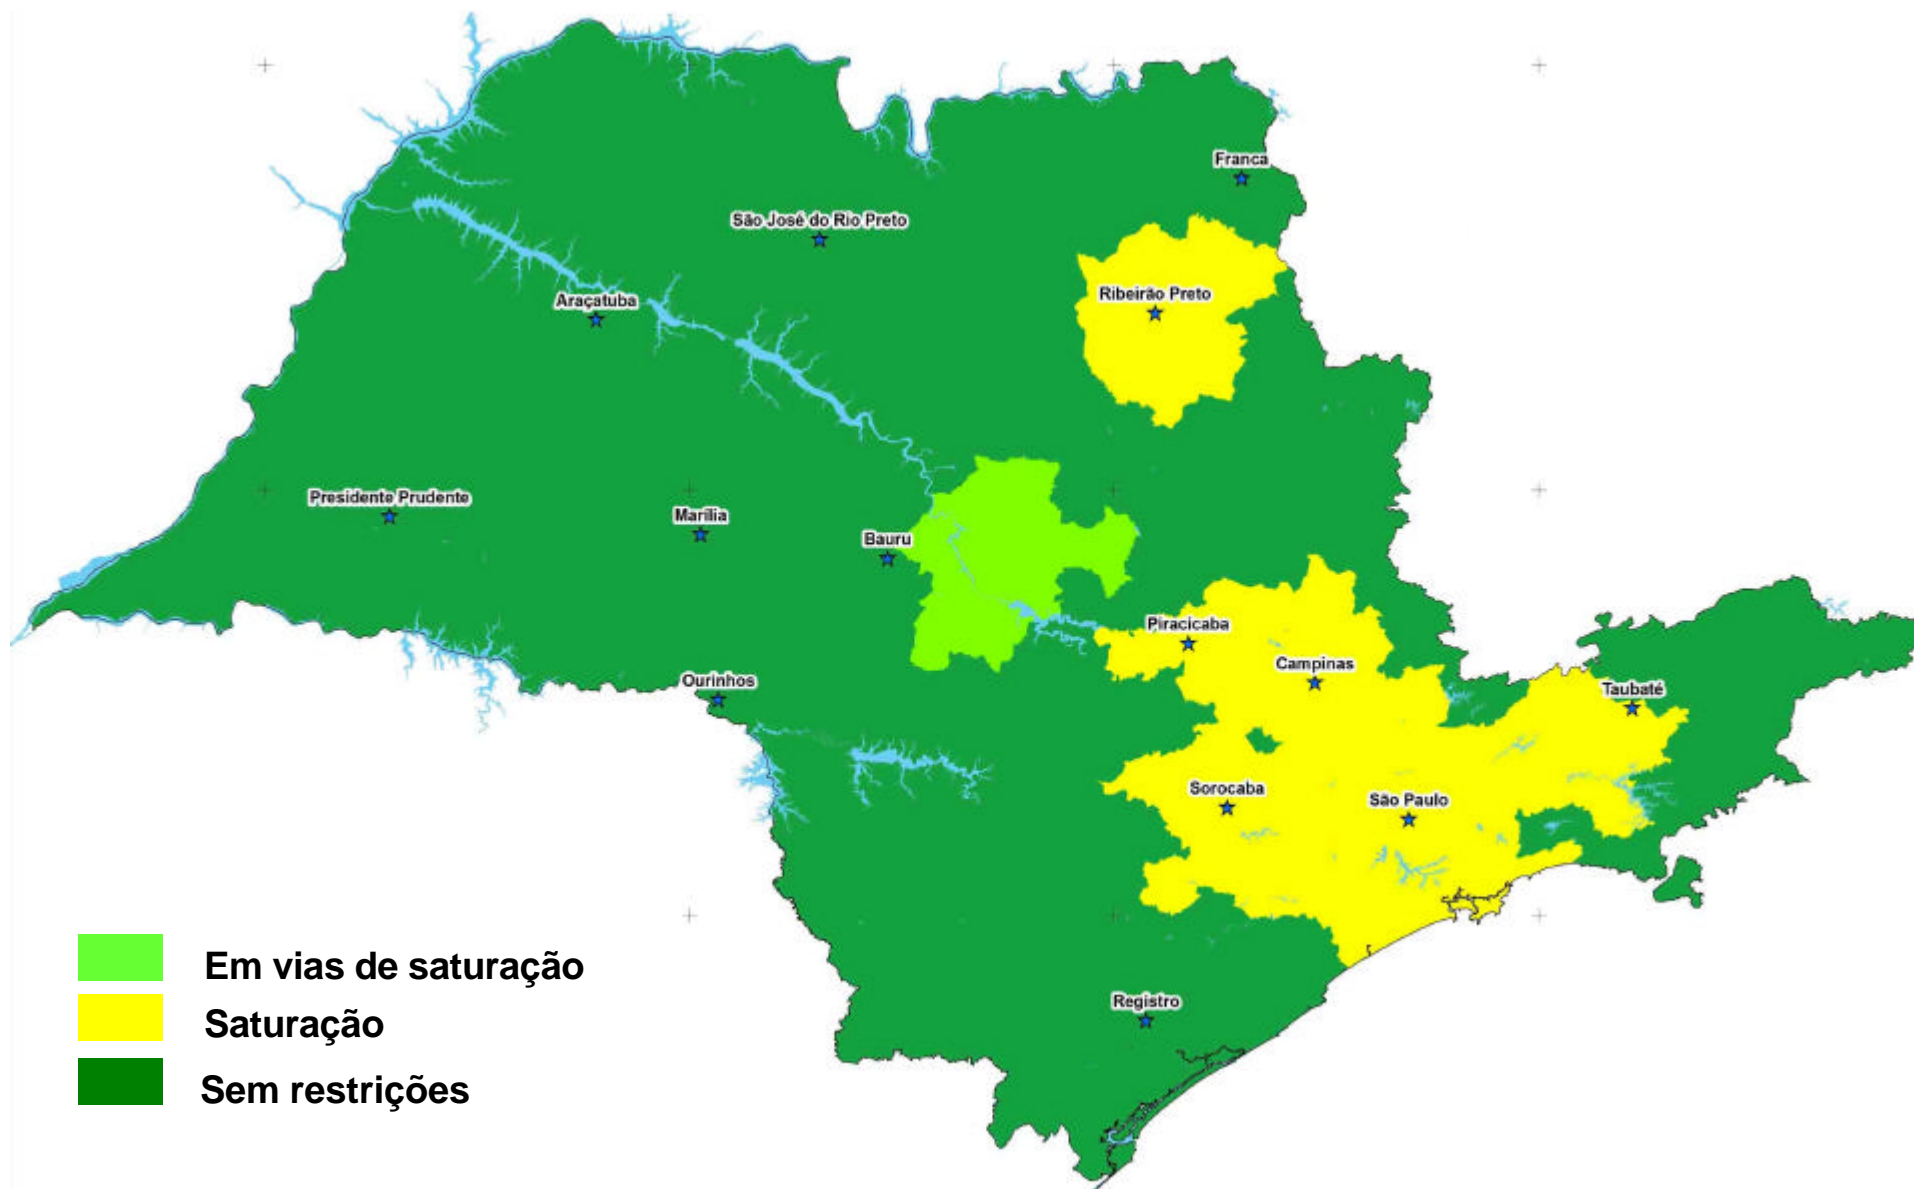 Franca
São José do Rio Preto
Ribeirão Preto
Araçatuba
Presidente Prudente
Marília
Bauru
Piracicaba
Campinas
Ourinhos
Taubaté
Sorocaba
São Paulo
Registro
Em vias de saturação
Saturação
Sem restrições